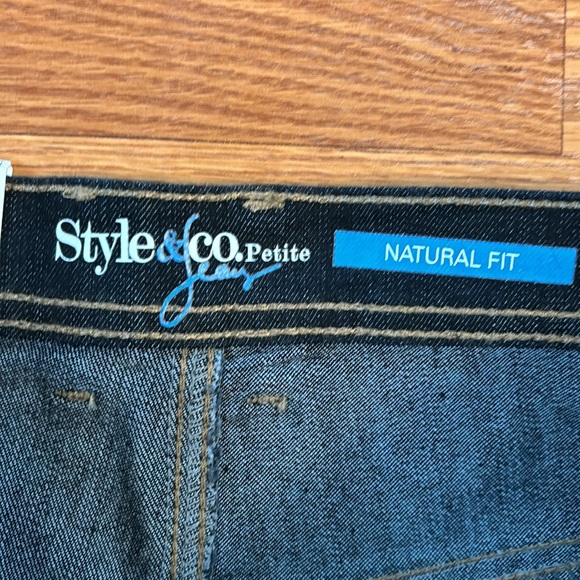 Style&co. Petite
Jeans
NATURAL FIT